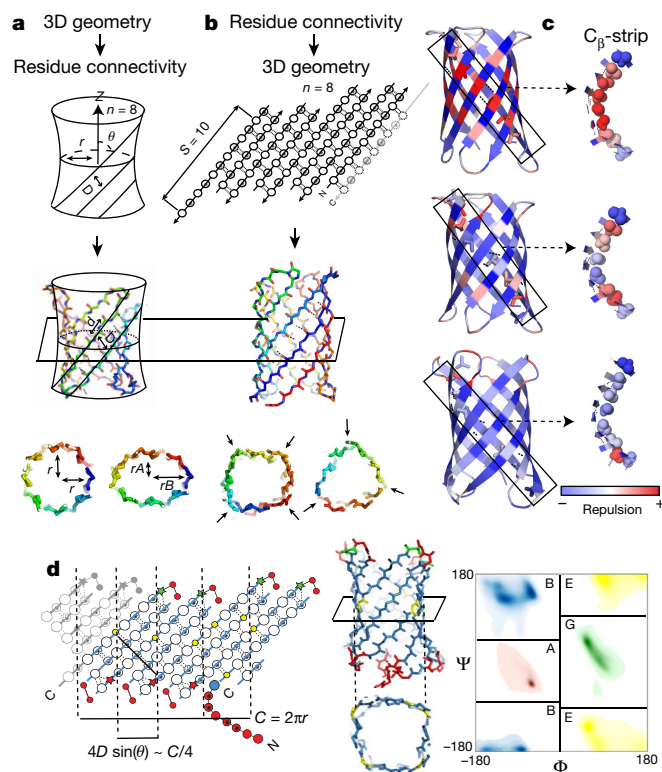 a
3D geometry
Residue connectivity
Z
n = 8
θ
r
D
d
D
r
r
rA
rB
b
Residue connectivity
3D geometry
n = 8
S = 10
N
C
c
Cβ-strip
− Repulsion +
d
C
C
N
C = 2πr
4D sin(θ) ~ C/4
180
Ψ
−180
B
A
B
E
G
E
−180
Φ
180